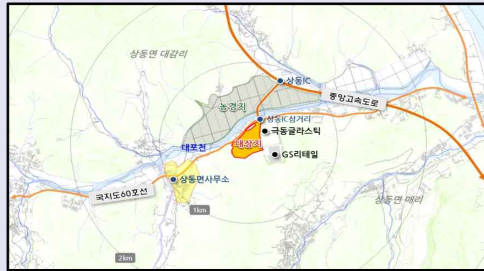 상동면 대감리
상동IC
중앙고속도로
농경지
상동IC삼거리
극동글라스틱
대포천
대상지
GS리테일
상동면사무소
국지도60호선
1km
상동면 매리
2km